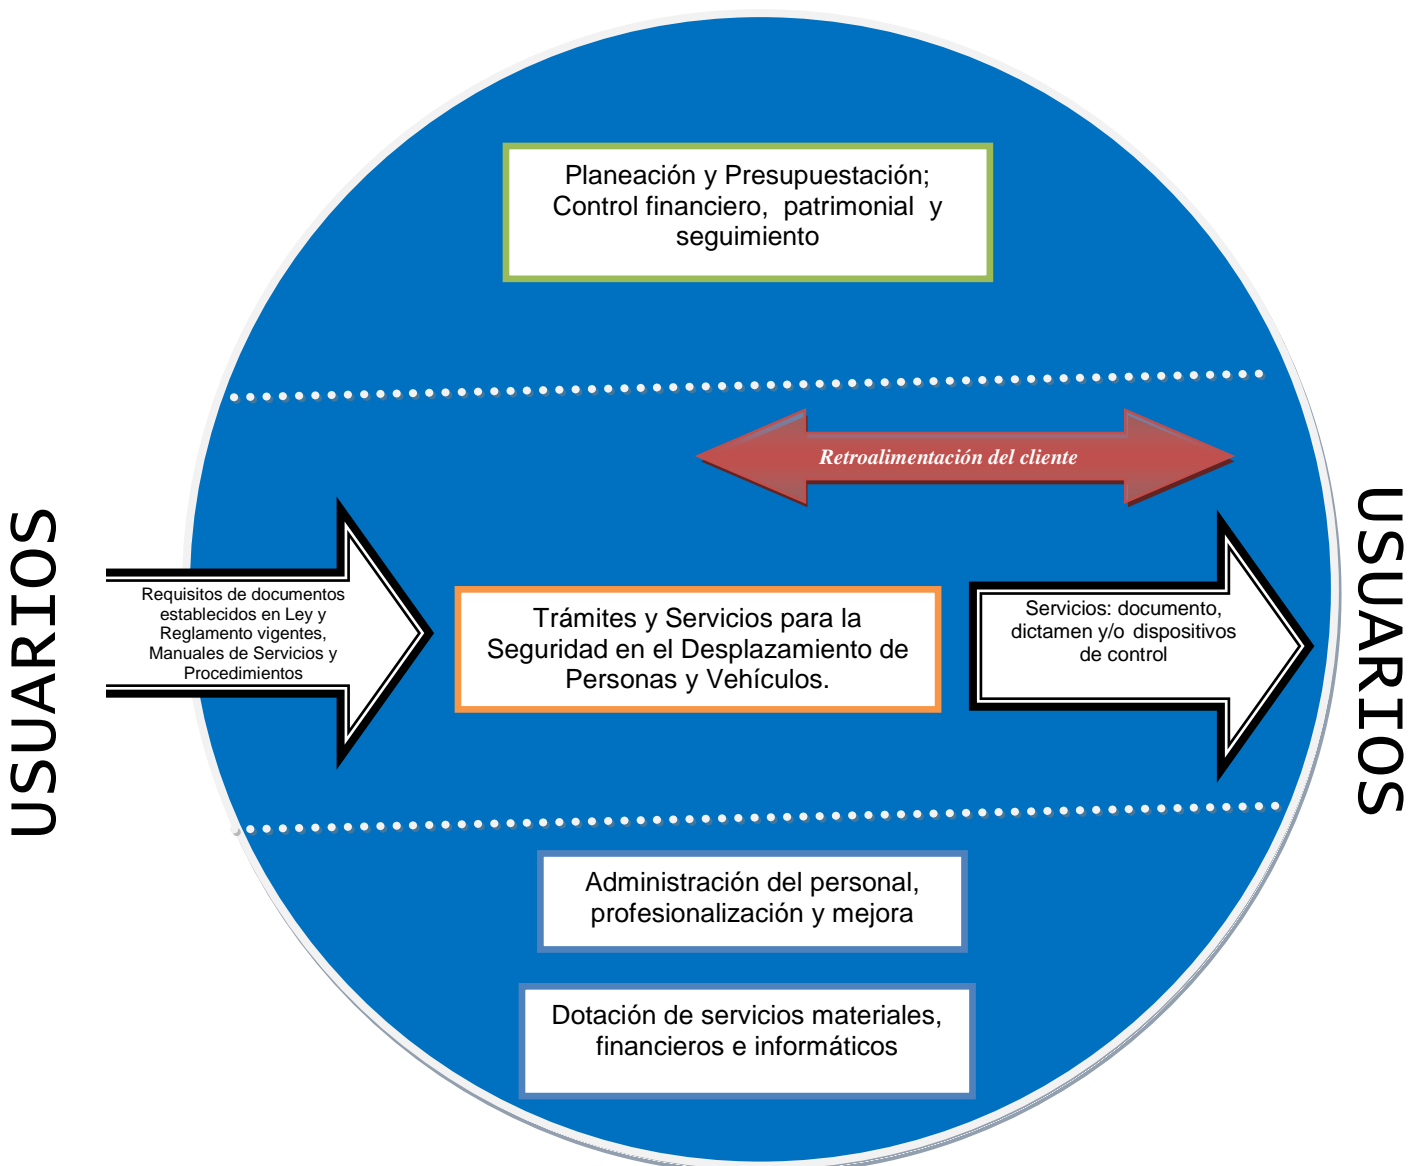 Planeación y Presupuestación;
Control financiero, patrimonial y
seguimiento
Retroalimentación del cliente
USUARIOS
Requisitos de documentos
establecidos en Ley y
Reglamento vigentes,
Manuales de Servicios y
Procedimientos
Trámites y Servicios para la
Seguridad en el Desplazamiento de
Personas y Vehículos.
Servicios: documento,
dictamen y/o dispositivos
de control
USUARIOS
Administración del personal,
profesionalización y mejora
Dotación de servicios materiales,
financieros e informáticos